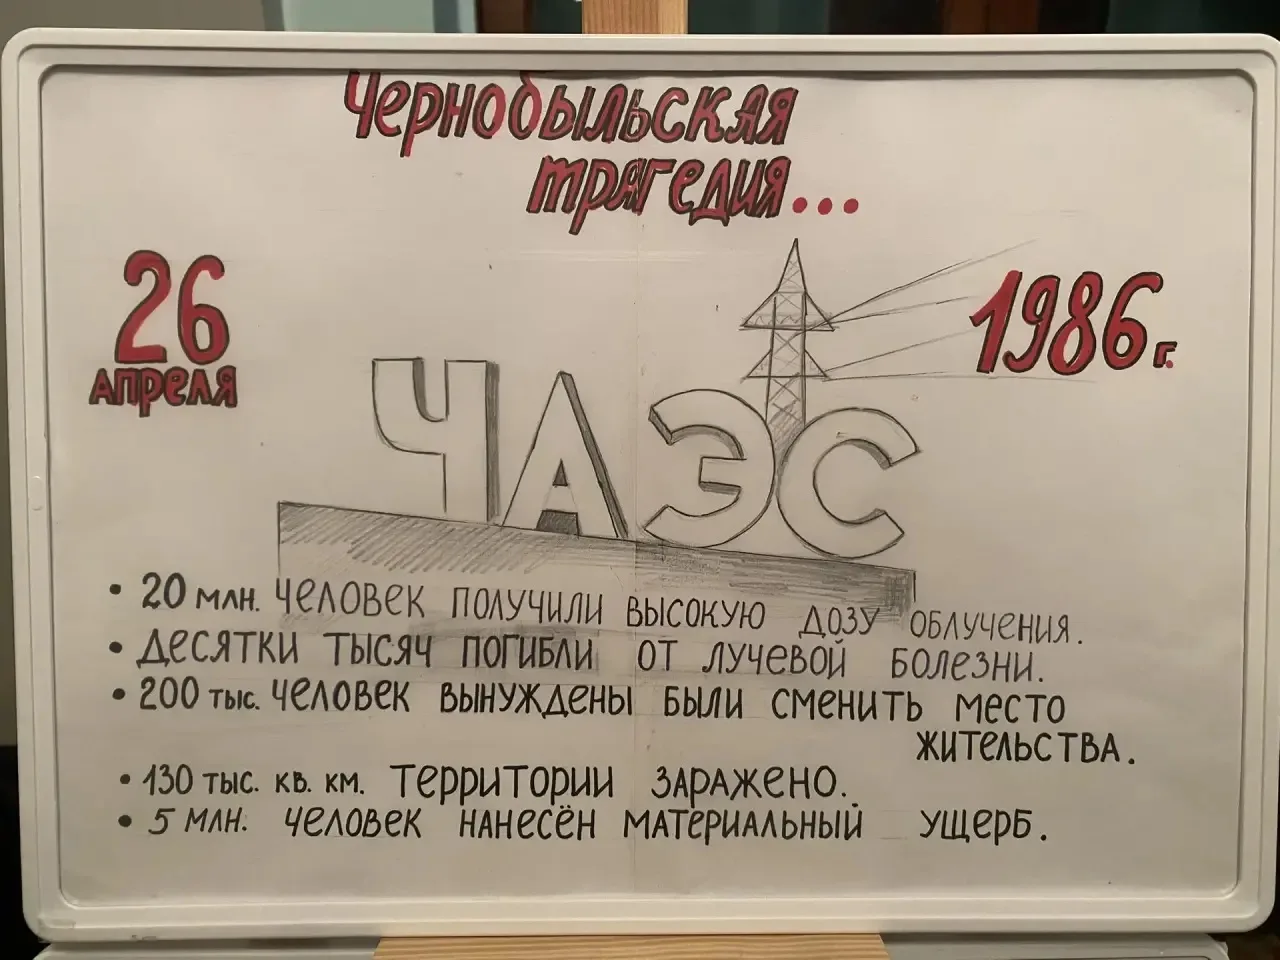 Чернобыльская
трагедия...
26
апреля
1986 г.
ЧАЭС
• 20 млн. человек получили высокую дозу облучения.
• Десятки тысяч погибли от лучевой болезни.
• 200 тыс. человек вынуждены были сменить место
жительства.
• 130 тыс. кв. км. территории заражено.
• 5 млн. человек нанесён материальный ущерб.